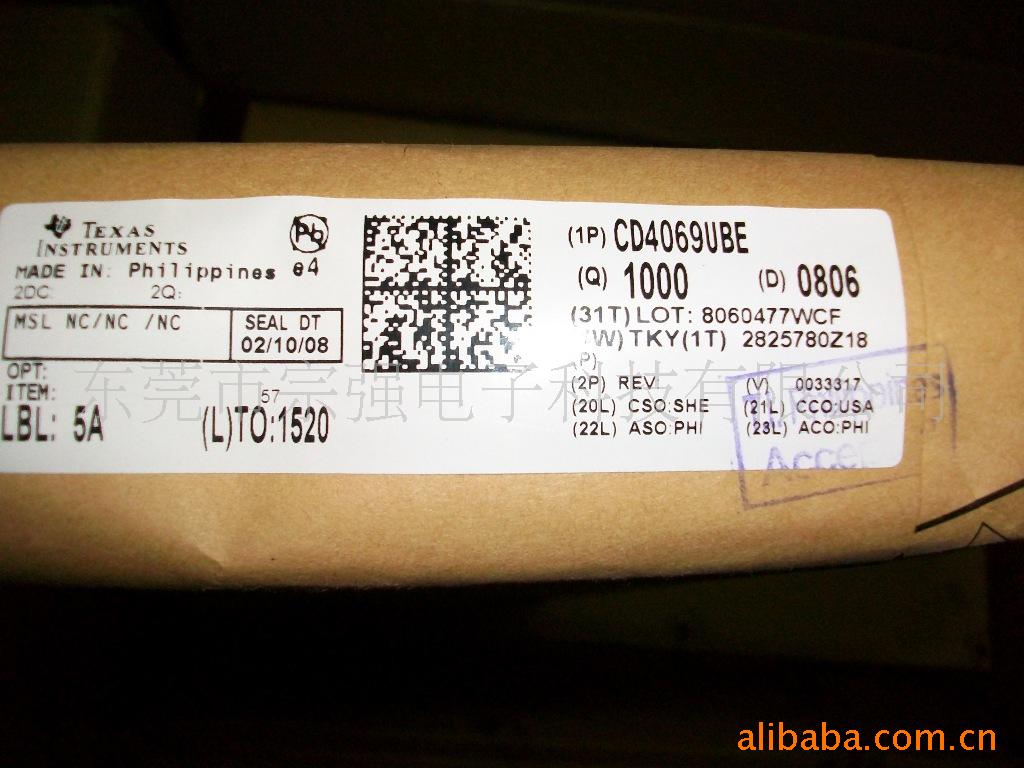 TEXAS
INSTRUMENTS
Pb
MADE IN: Philippines e4
2DC: 2Q:
MSL NC/NC /NC
SEAL DT
02/10/08
OPT:
ITEM:
57
LBL: 5A (L)TO:1520
(1P) CD4069UBE
(Q) 1000 (D) 0806
(31T)LOT: 8060477WCF
W)TKY(1T) 2825780Z18
P)
(2P) REV: (V) 0033317
(20L) CSO:SHE (21L) CCO:USA
(22L) ASO:PHI (23L) ACO:PHI
东莞市宗强电子科技有限公司
TI Philippines
alibaba.com.cn